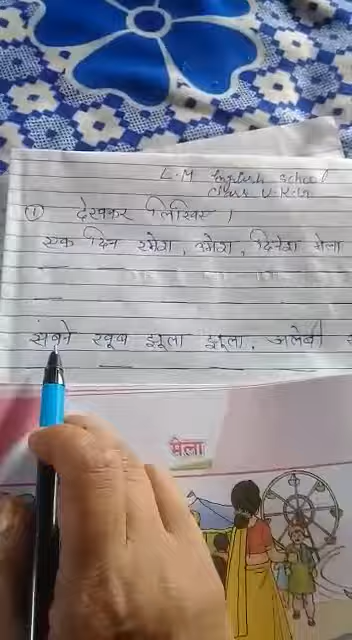 L.M English School
Class U.K.G
① देखकर लिखिए।
एक दिन रमेश, उमेश, दिनेश मेला
सबने खूब झूला झूला, जलेबी
मेला